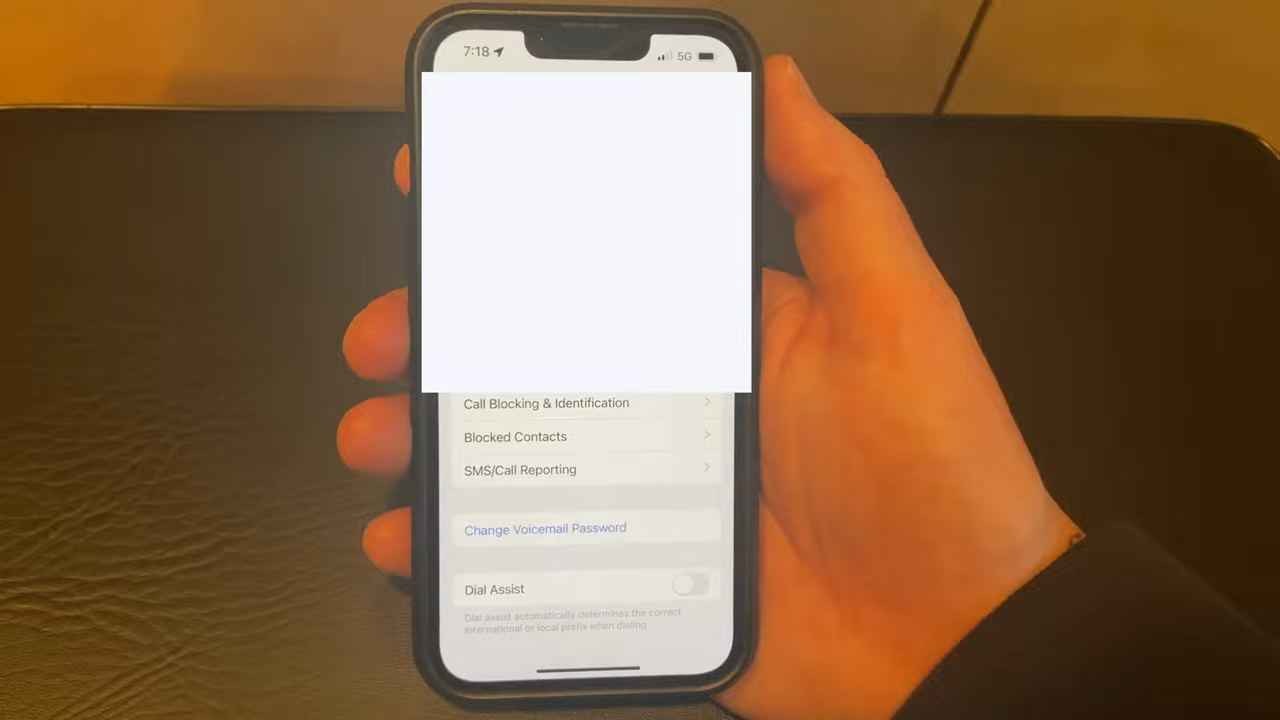 7:18 5G
Call Blocking & Identification
Blocked Contacts
SMS/Call Reporting
Change Voicemail Password
Dial Assist
Dial assist automatically determines the correct
international or local prefix when dialing